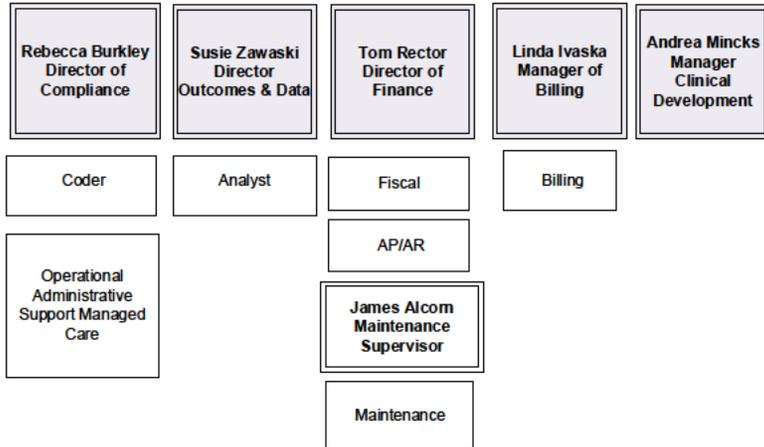 Rebecca Burkley
Director of
Compliance
Susie Zawaski
Director
Outcomes & Data
Tom Rector
Director of
Finance
Linda Ivaska
Manager of
Billing
Andrea Mincks
Manager
Clinical
Development
Coder
Analyst
Fiscal
Billing
AP/AR
Operational
Administrative
Support Managed
Care
James Alcorn
Maintenance
Supervisor
Maintenance